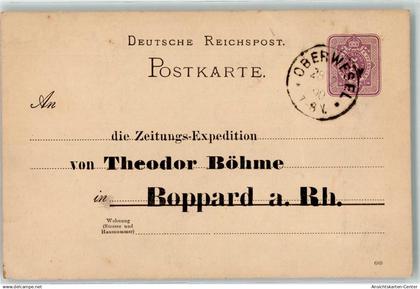 DEUTSCHE REICHSPOST.
POSTKARTE.
OBERWESEL
An
die Zeitungs-Expedition
von Theodor Böhme
in Boppard a. Rh.
Wohnung
(Strasse und
Hausnummer)